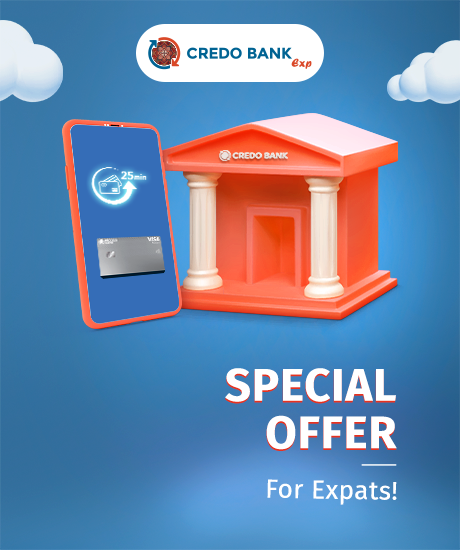 CREDO BANK
exp
CREDO BANK
25min
VISA
SPECIAL
OFFER
For Expats!